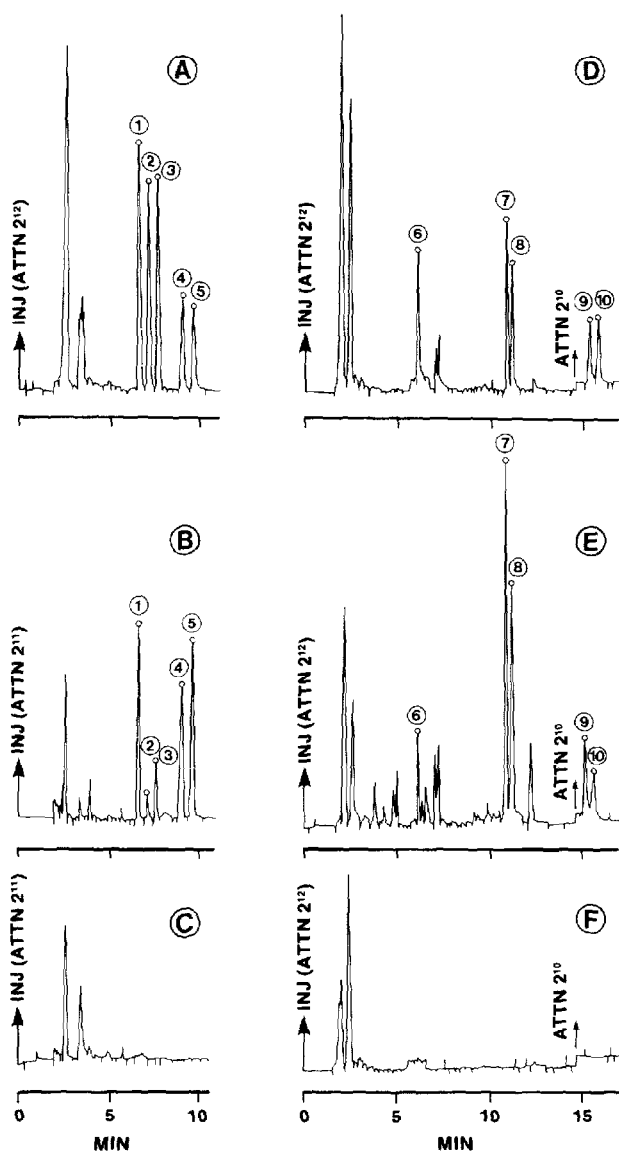 A
1
2
3
4
5
INJ (ATTN 2¹²)
D
6
7
8
9
10
INJ (ATTN 2¹²)
ATTN 2¹⁰
B
1
2
3
4
5
INJ (ATTN 2¹¹)
E
6
7
8
9
10
INJ (ATTN 2¹²)
ATTN 2¹⁰
C
INJ (ATTN 2¹¹)
0 5 10
MIN
F
INJ (ATTN 2¹²)
ATTN 2¹⁰
0 5 10 15
MIN